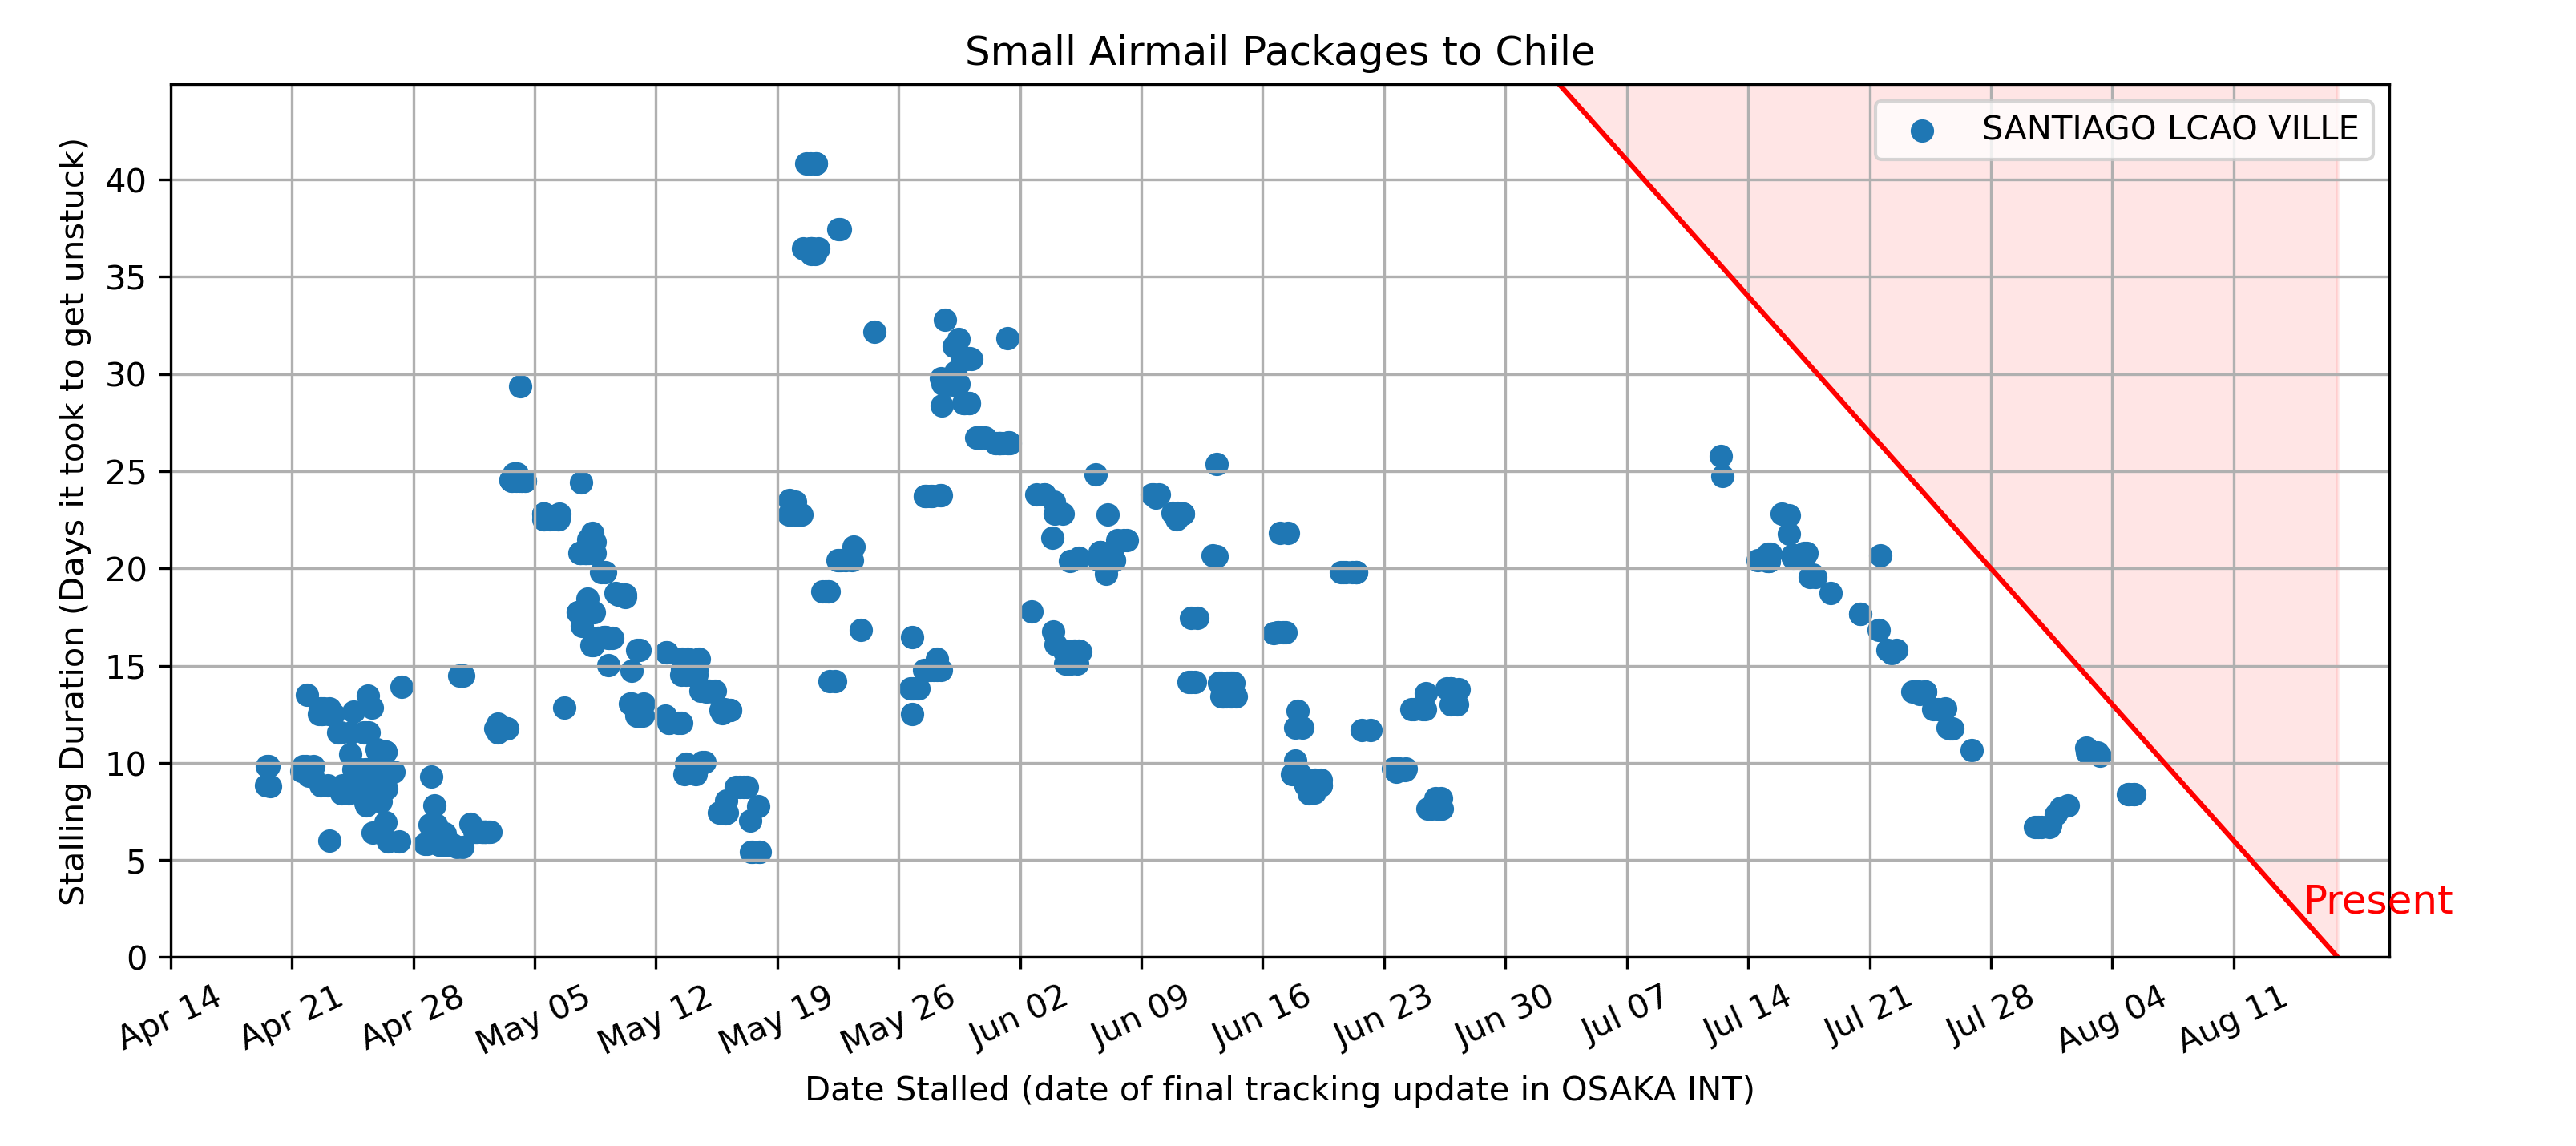 Small Airmail Packages to Chile
SANTIAGO LCAO VILLE
Stalling Duration (Days it took to get unstuck)
40
35
30
25
20
15
10
5
0
Present
Apr 14
Apr 21
Apr 28
May 05
May 12
May 19
May 26
Jun 02
Jun 09
Jun 16
Jun 23
Jun 30
Jul 07
Jul 14
Jul 21
Jul 28
Aug 04
Aug 11
Date Stalled (date of final tracking update in OSAKA INT)